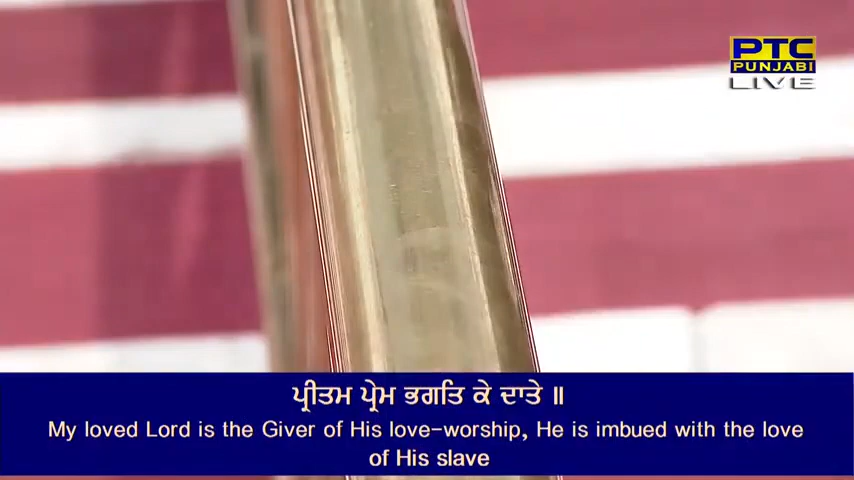 PTC
PUNJABI
LIVE
ਪ੍ਰੀਤਮ ਪ੍ਰੇਮ ਭਗਤਿ ਕੇ ਦਾਤੇ ॥
My loved Lord is the Giver of His love-worship, He is imbued with the love
of His slave